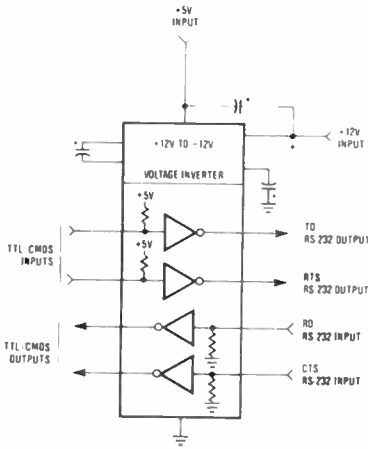 +5V
INPUT
+12V TO -12V
+12V
INPUT
VOLTAGE INVERTER
+5V
TD
RS 232 OUTPUT
TTL CMOS
INPUTS
+5V
RTS
RS 232 OUTPUT
RD
RS 232 INPUT
TTL/CMOS
OUTPUTS
CTS
RS-232 INPUT